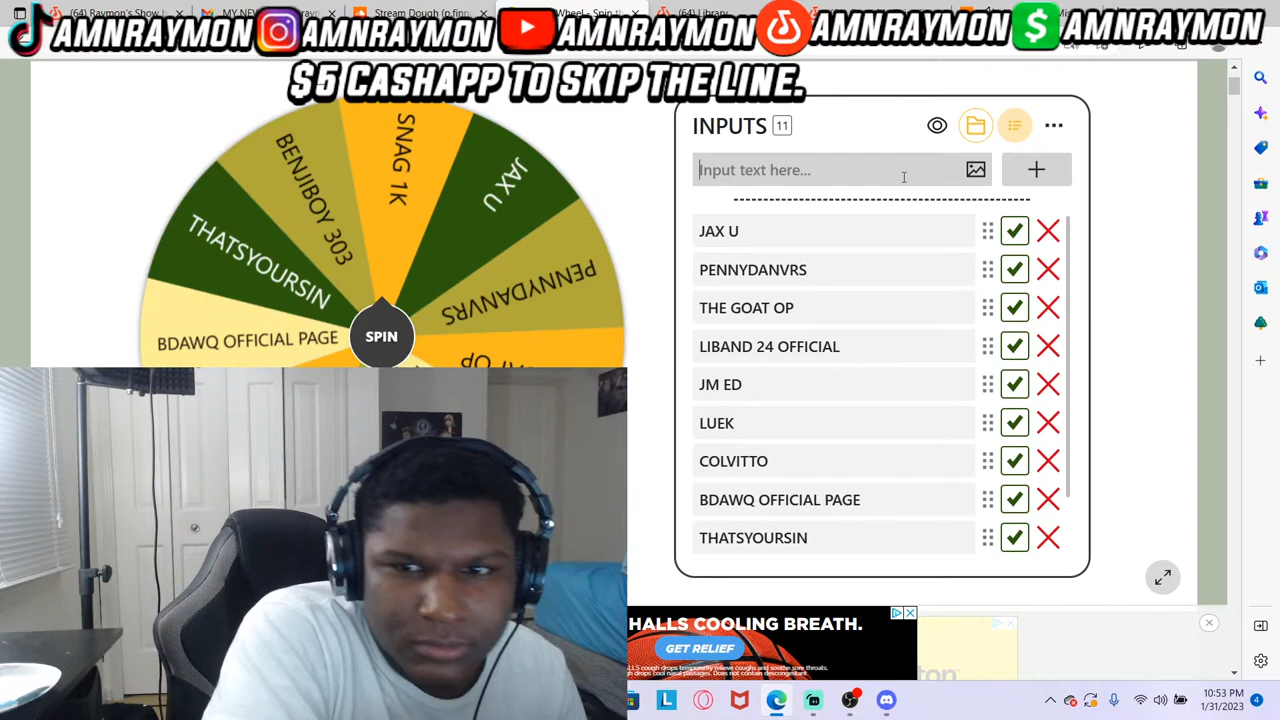 AMNRAYMON AMNRAYMON AMNRAYMON AMNRAYMON AMNRAYMON
$5 CASHAPP TO SKIP THE LINE.
SNAG 1K
JAX U
BENJIBOY 303
THATSYOURSIN
PENNYDANVRS
BDAWQ OFFICIAL PAGE
SPIN
INPUTS 11
Input text here...
JAX U
PENNYDANVRS
THE GOAT OP
LIBAND 24 OFFICIAL
JM ED
LUEK
COLVITTO
BDAWQ OFFICIAL PAGE
THATSYOURSIN
HALLS COOLING BREATH.
GET RELIEF
10:53 PM
1/31/2023
4